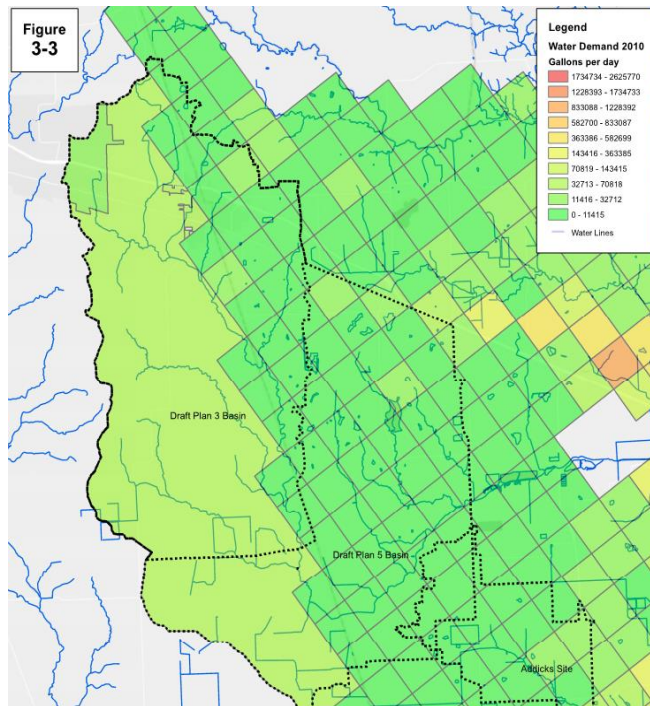 Figure
3-3
Legend
Water Demand 2010
Gallons per day
1734734 - 2625770
1228393 - 1734733
833088 - 1228392
582700 - 833087
363386 - 582699
143416 - 363385
70819 - 143415
32713 - 70818
11416 - 32712
0 - 11415
Water Lines
Draft Plan 3 Basin
Draft Plan 5 Basin
Addicks Site